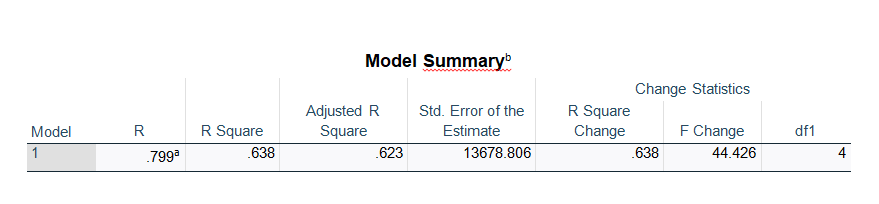 Model Summaryᵇ
Change Statistics
Model R R Square Adjusted R Square Std. Error of the Estimate R Square Change F Change df1
1 .799ᵃ .638 .623 13678.806 .638 44.426 4